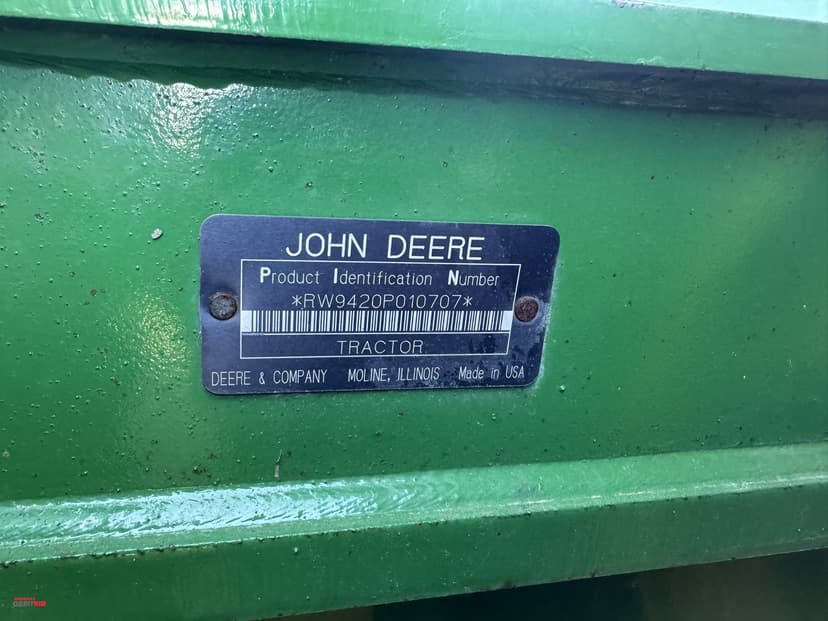 JOHN DEERE
Product Identification Number
*RW9420P010707*
TRACTOR
DEERE & COMPANY MOLINE, ILLINOIS Made in USA